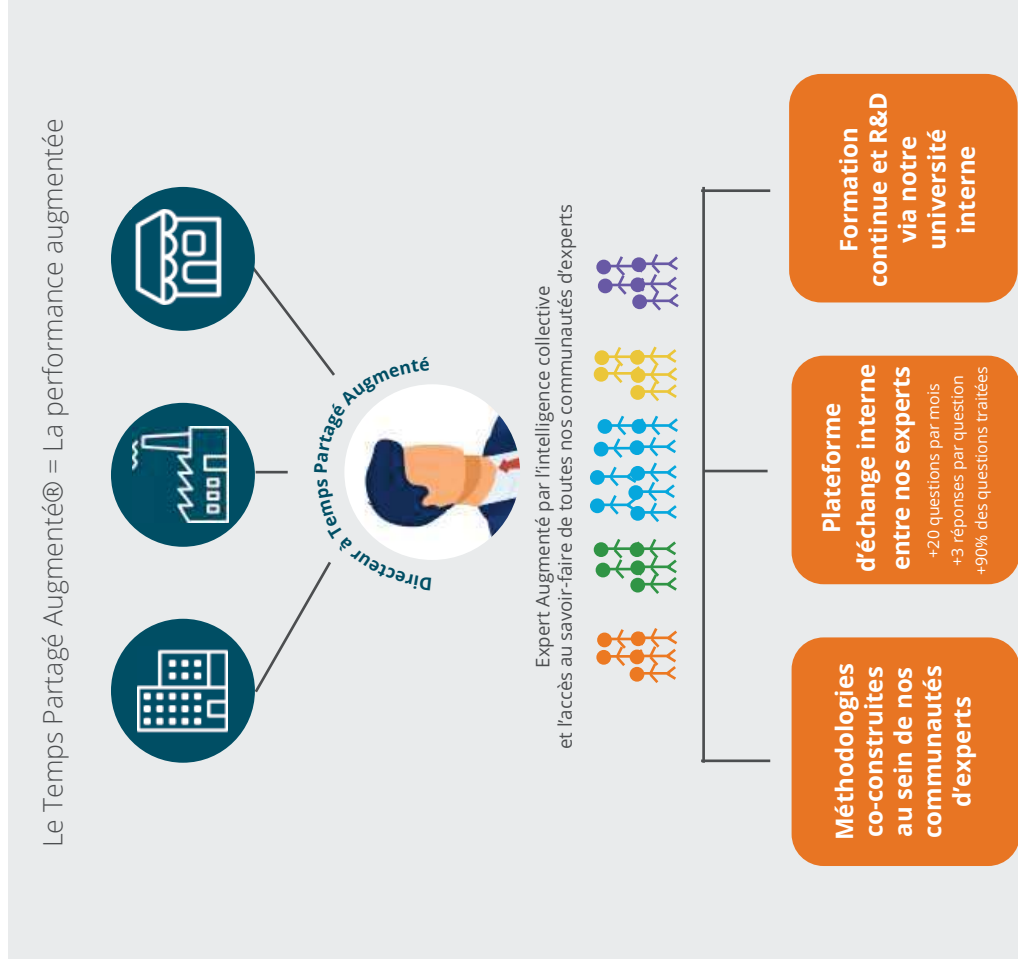 Le Temps Partagé Augmenté® = La performance augmentée
Directeur à Temps Partagé Augmenté
Expert Augmenté par l'intelligence collective
et l'accès au savoir-faire de toutes nos communautés d'experts
Méthodologies
co-construites
au sein de nos
communautés
d'experts
Plateforme
d'échange interne
entre nos experts
+20 questions par mois
+3 réponses par question
+90% des questions traitées
Formation
continue et R&D
via notre
université
interne